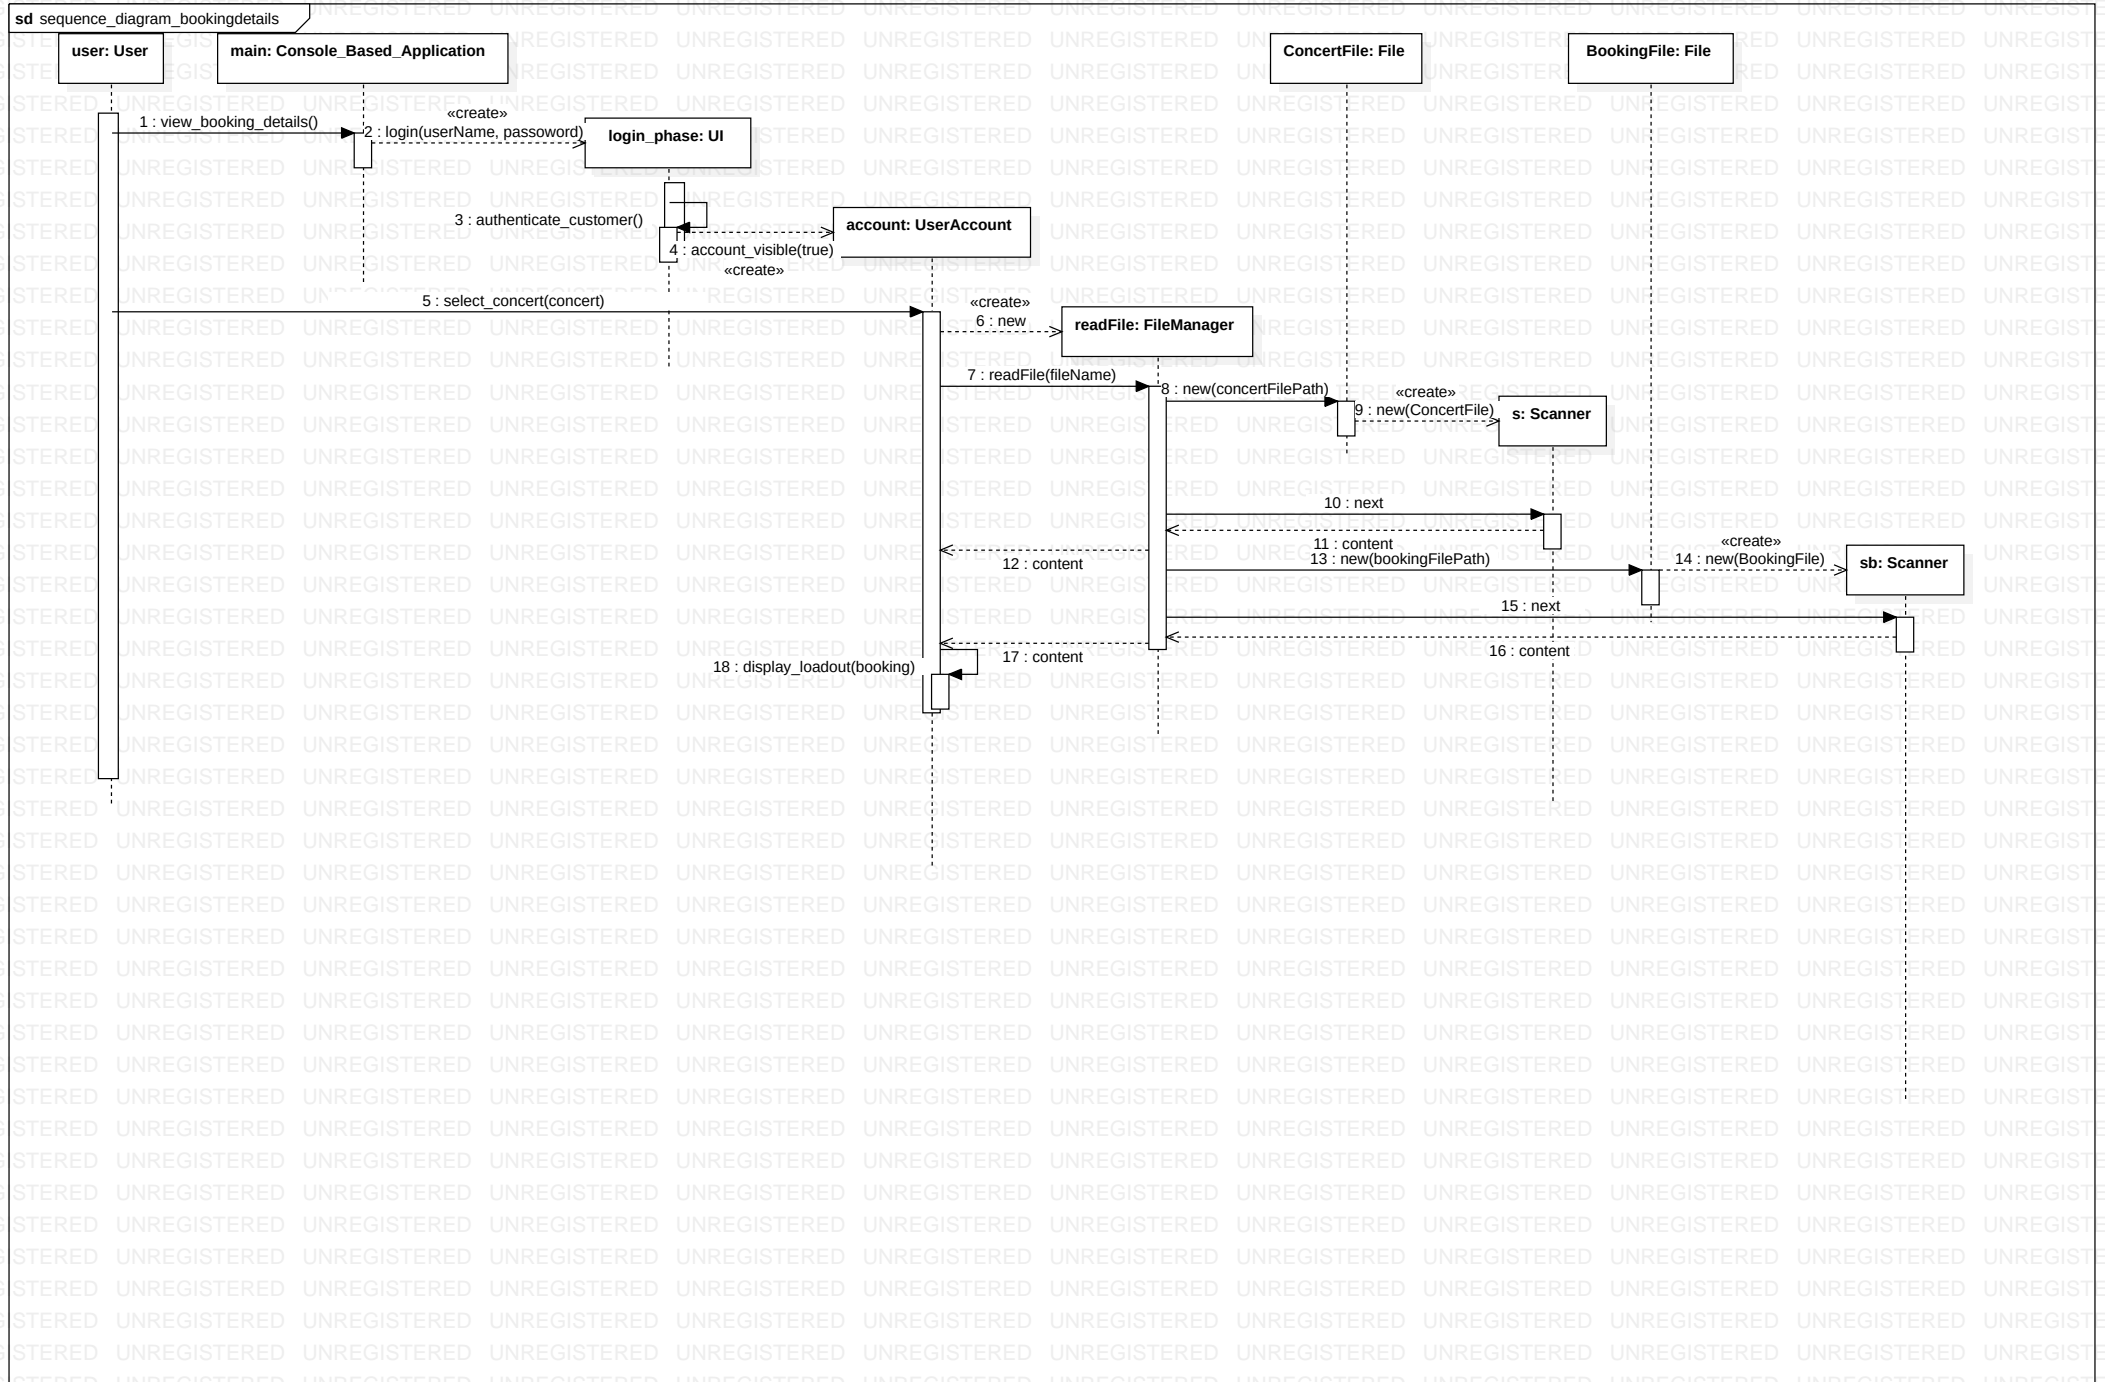 sd sequence_diagram_bookingdetails
user: User
main: Console_Based_Application
ConcertFile: File
BookingFile: File
1 : view_booking_details()
«create»
2 : login(userName, passoword)
login_phase: UI
3 : authenticate_customer()
account: UserAccount
4 : account_visible(true)
«create»
5 : select_concert(concert)
«create»
6 : new
readFile: FileManager
7 : readFile(fileName)
8 : new(concertFilePath)
«create»
9 : new(ConcertFile)
s: Scanner
10 : next
11 : content
12 : content
13 : new(bookingFilePath)
«create»
14 : new(BookingFile)
sb: Scanner
15 : next
16 : content
17 : content
18 : display_loadout(booking)
UNREGISTERED